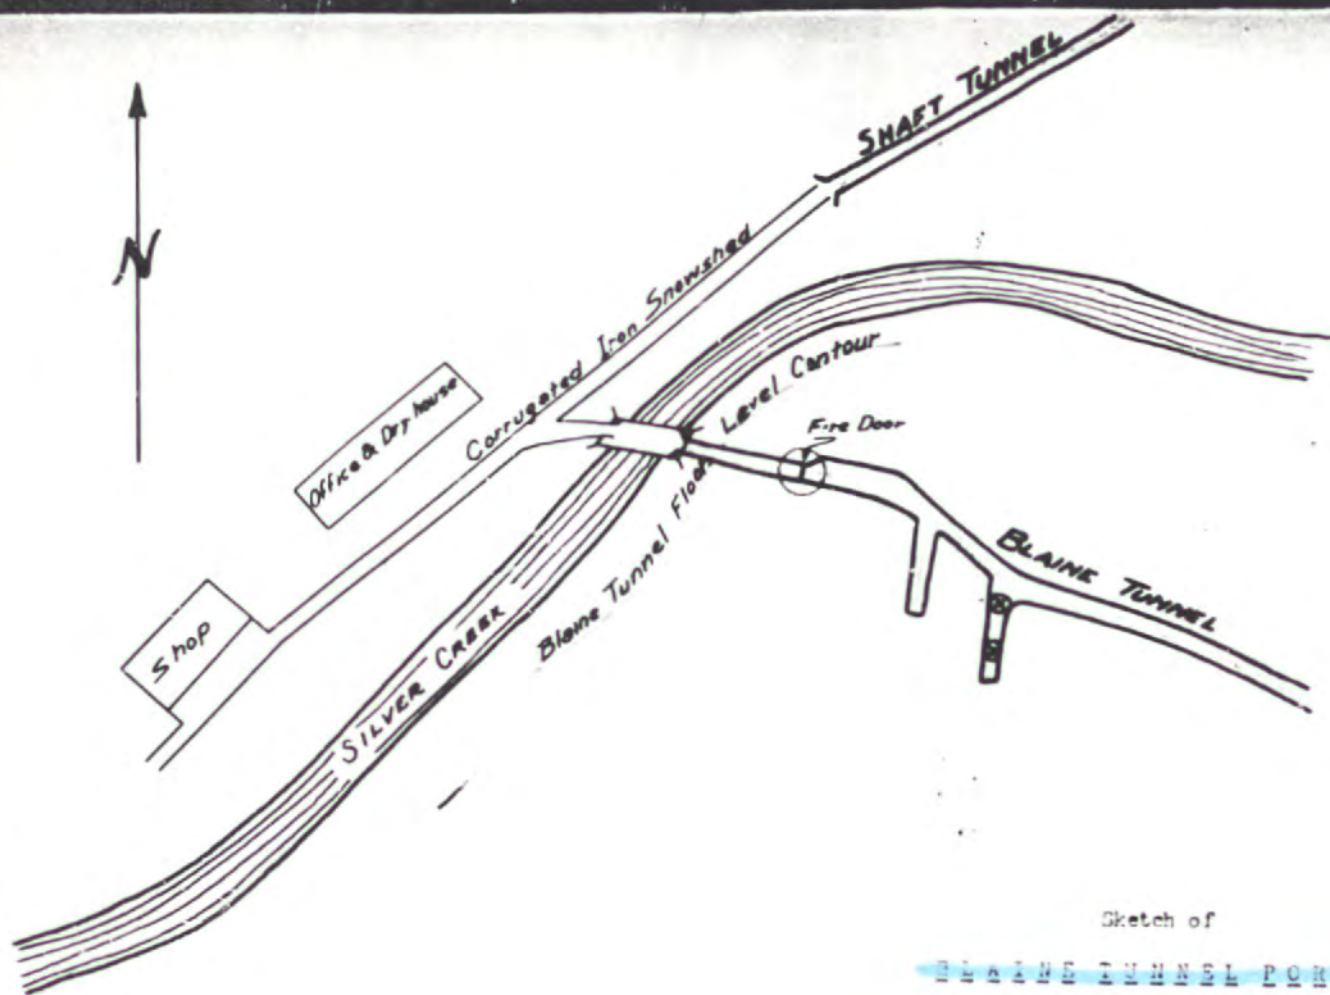 SHAFT TUNNEL
N
Corrugated Iron Snowshed
Level Contour
Office & Dry house
Fire Door
Blaine Tunnel Floor
BLAINE TUNNEL
Shop
SILVER CREEK
Sketch of
BLAINE TUNNEL POR